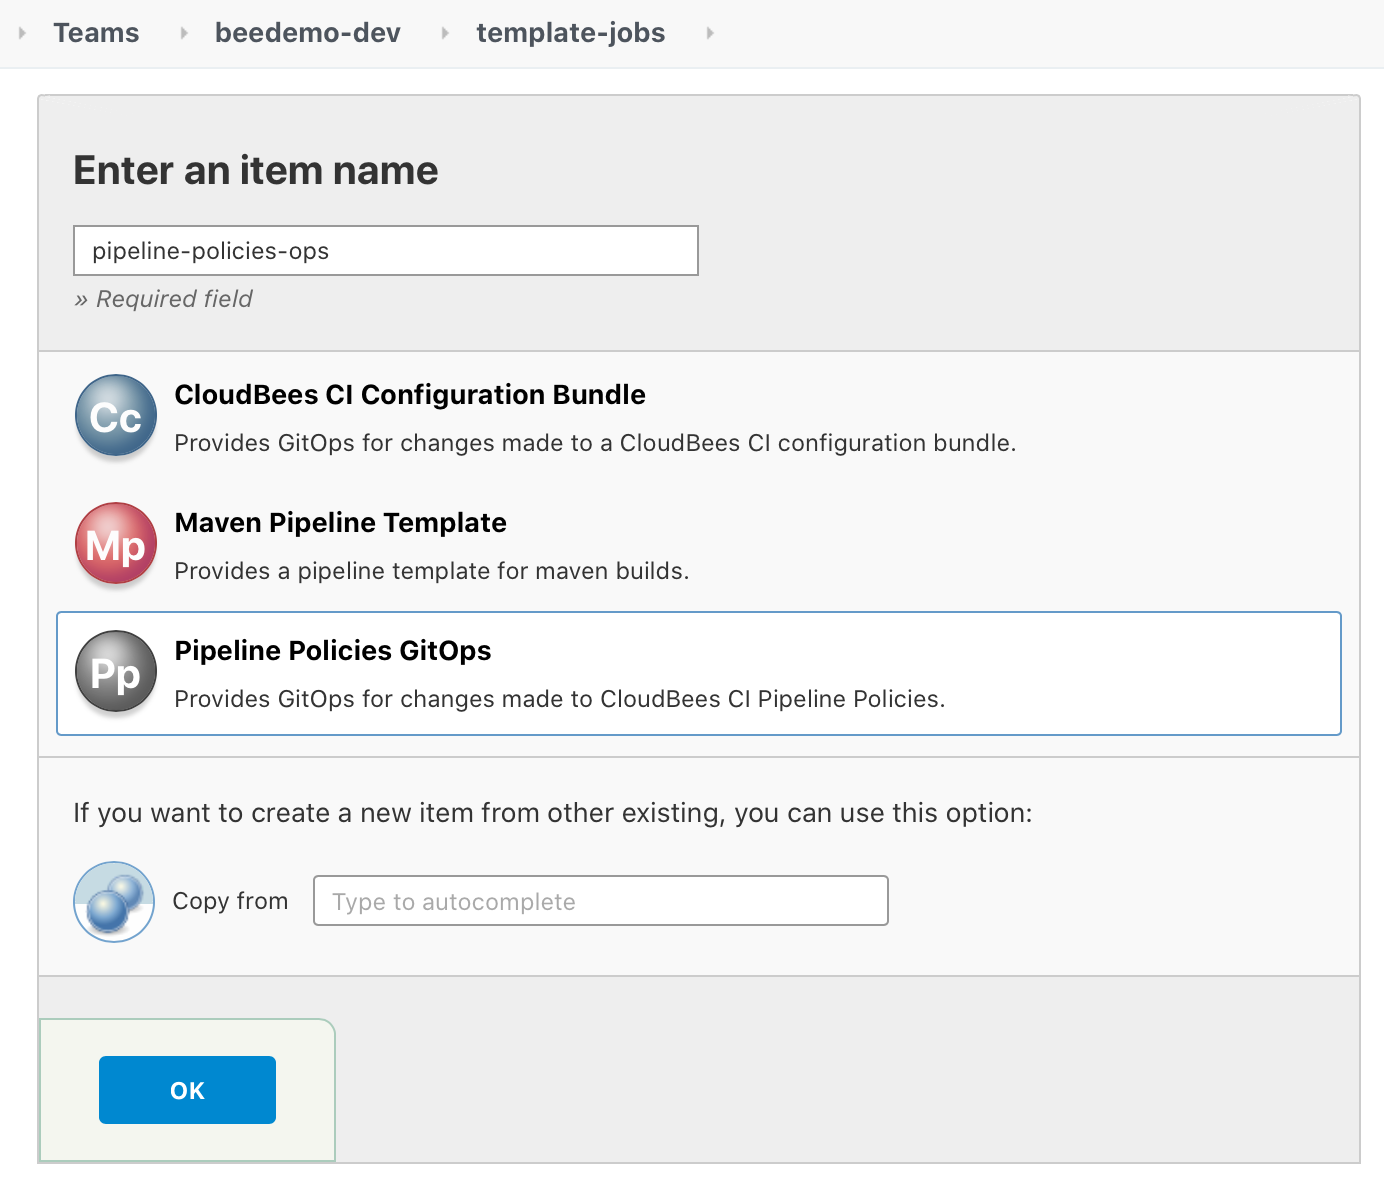 Teams beedemo-dev template-jobs
Enter an item name
pipeline-policies-ops
» Required field
Cc
CloudBees CI Configuration Bundle
Provides GitOps for changes made to a CloudBees CI configuration bundle.
Mp
Maven Pipeline Template
Provides a pipeline template for maven builds.
Pp
Pipeline Policies GitOps
Provides GitOps for changes made to CloudBees CI Pipeline Policies.
If you want to create a new item from other existing, you can use this option:
Copy from Type to autocomplete
OK